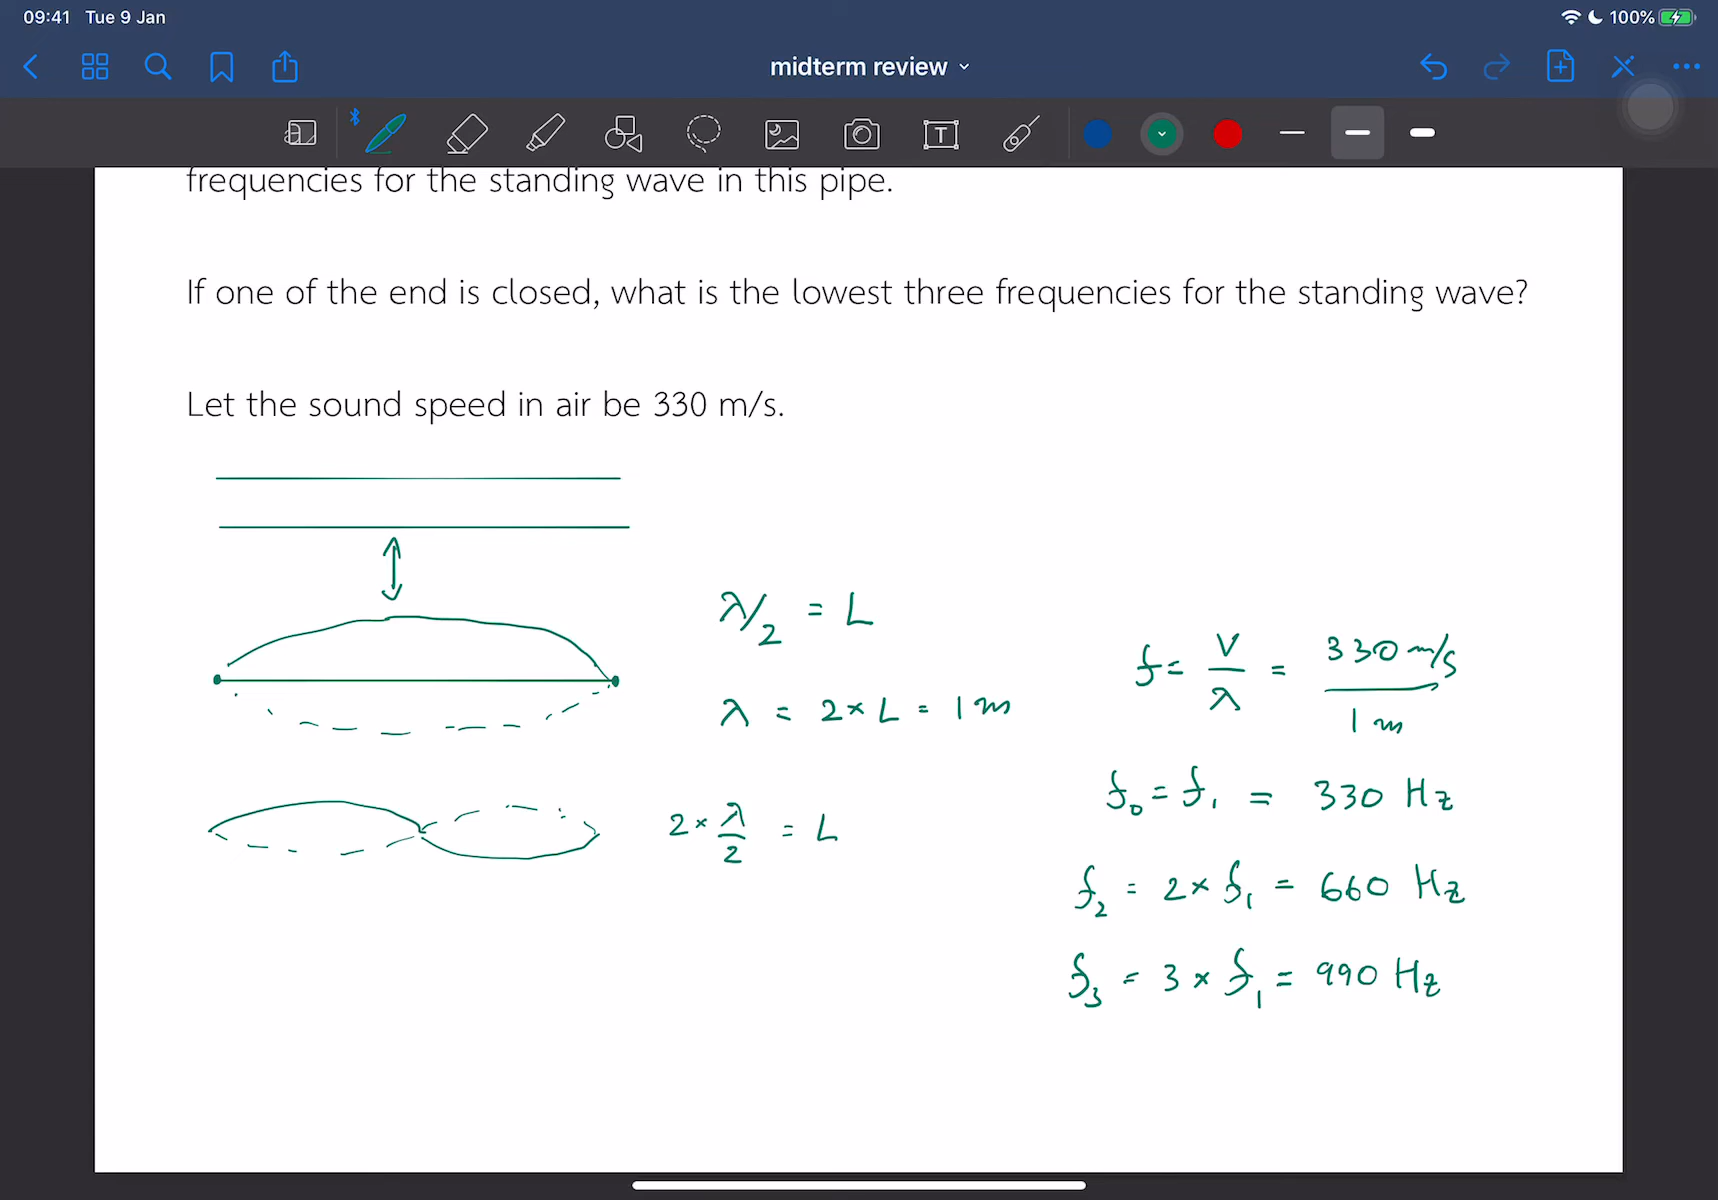 09:41 Tue 9 Jan
100%
midterm review
T
frequencies for the standing wave in this pipe.
If one of the end is closed, what is the lowest three frequencies for the standing wave?
Let the sound speed in air be 330 m/s.
λ/2 = L
λ = 2 × L = 1 m
2 × λ/2 = L
f = V/λ = 330 m/s / 1 m
f₀ = f₁ = 330 Hz
f₂ = 2 × f₁ = 660 Hz
f₃ = 3 × f₁ = 990 Hz